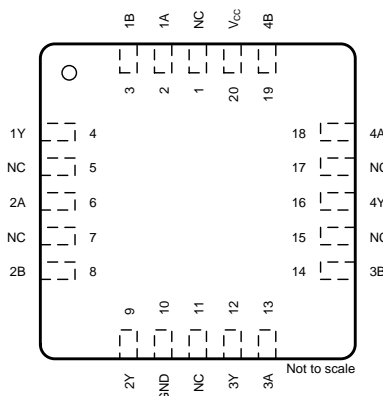 1B 1A NC VCC 4B
3 2 1 20 19
1Y 4 18 4A
NC 5 17 NC
2A 6 16 4Y
NC 7 15 NC
2B 8 14 3B
9 10 11 12 13
Not to scale
2Y GND NC 3Y 3A